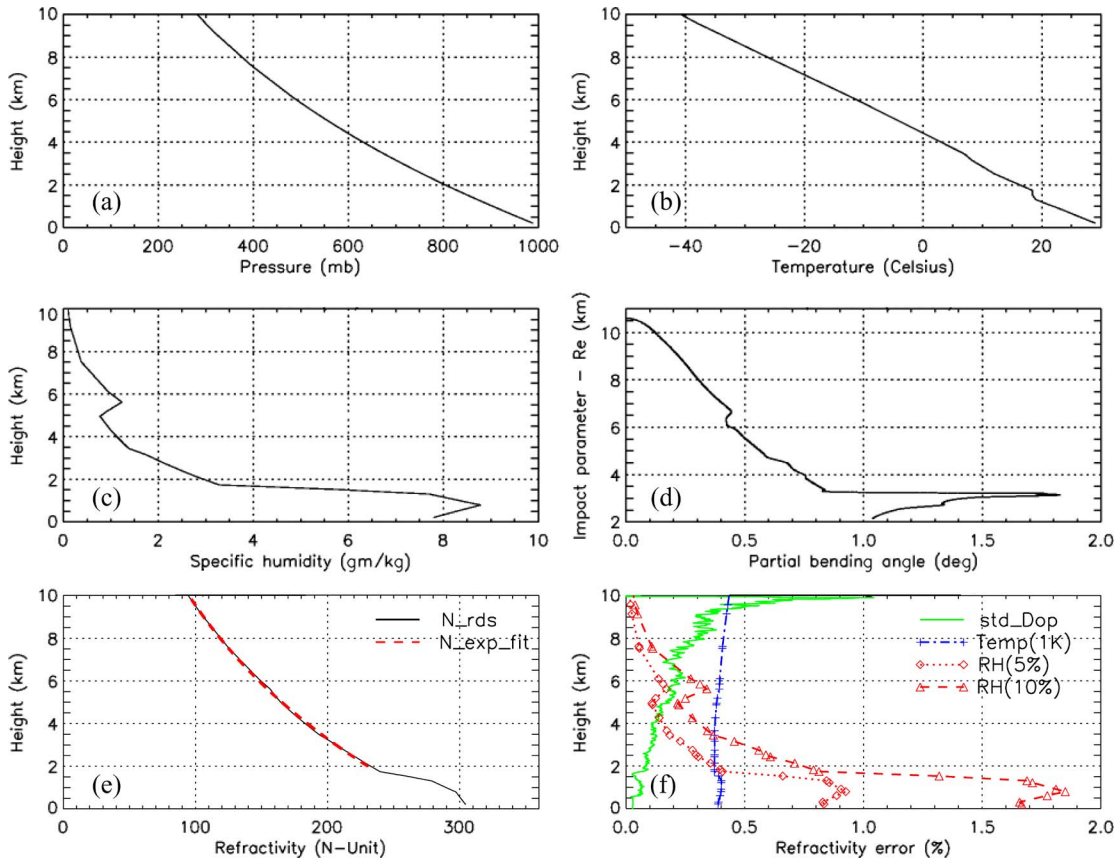 10
8
6
4
2
0
Height (km)
(a)
0 200 400 600 800 1000
Pressure (mb)
10
8
6
4
2
0
Height (km)
(b)
−40 −20 0 20
Temperature (Celsius)
10
8
6
4
2
0
Height (km)
(c)
0 2 4 6 8 10
Specific humidity (gm/kg)
10
8
6
4
2
Impact parameter − Re (km)
(d)
0.0 0.5 1.0 1.5 2.0
Partial bending angle (deg)
10
8
6
4
2
0
Height (km)
N_rds
N_exp_fit
(e)
100 200 300
Refractivity (N−Unit)
10
8
6
4
2
0
Height (km)
std_Dop
Temp(1K)
RH(5%)
RH(10%)
(f)
0.0 0.5 1.0 1.5 2.0
Refractivity error (%)